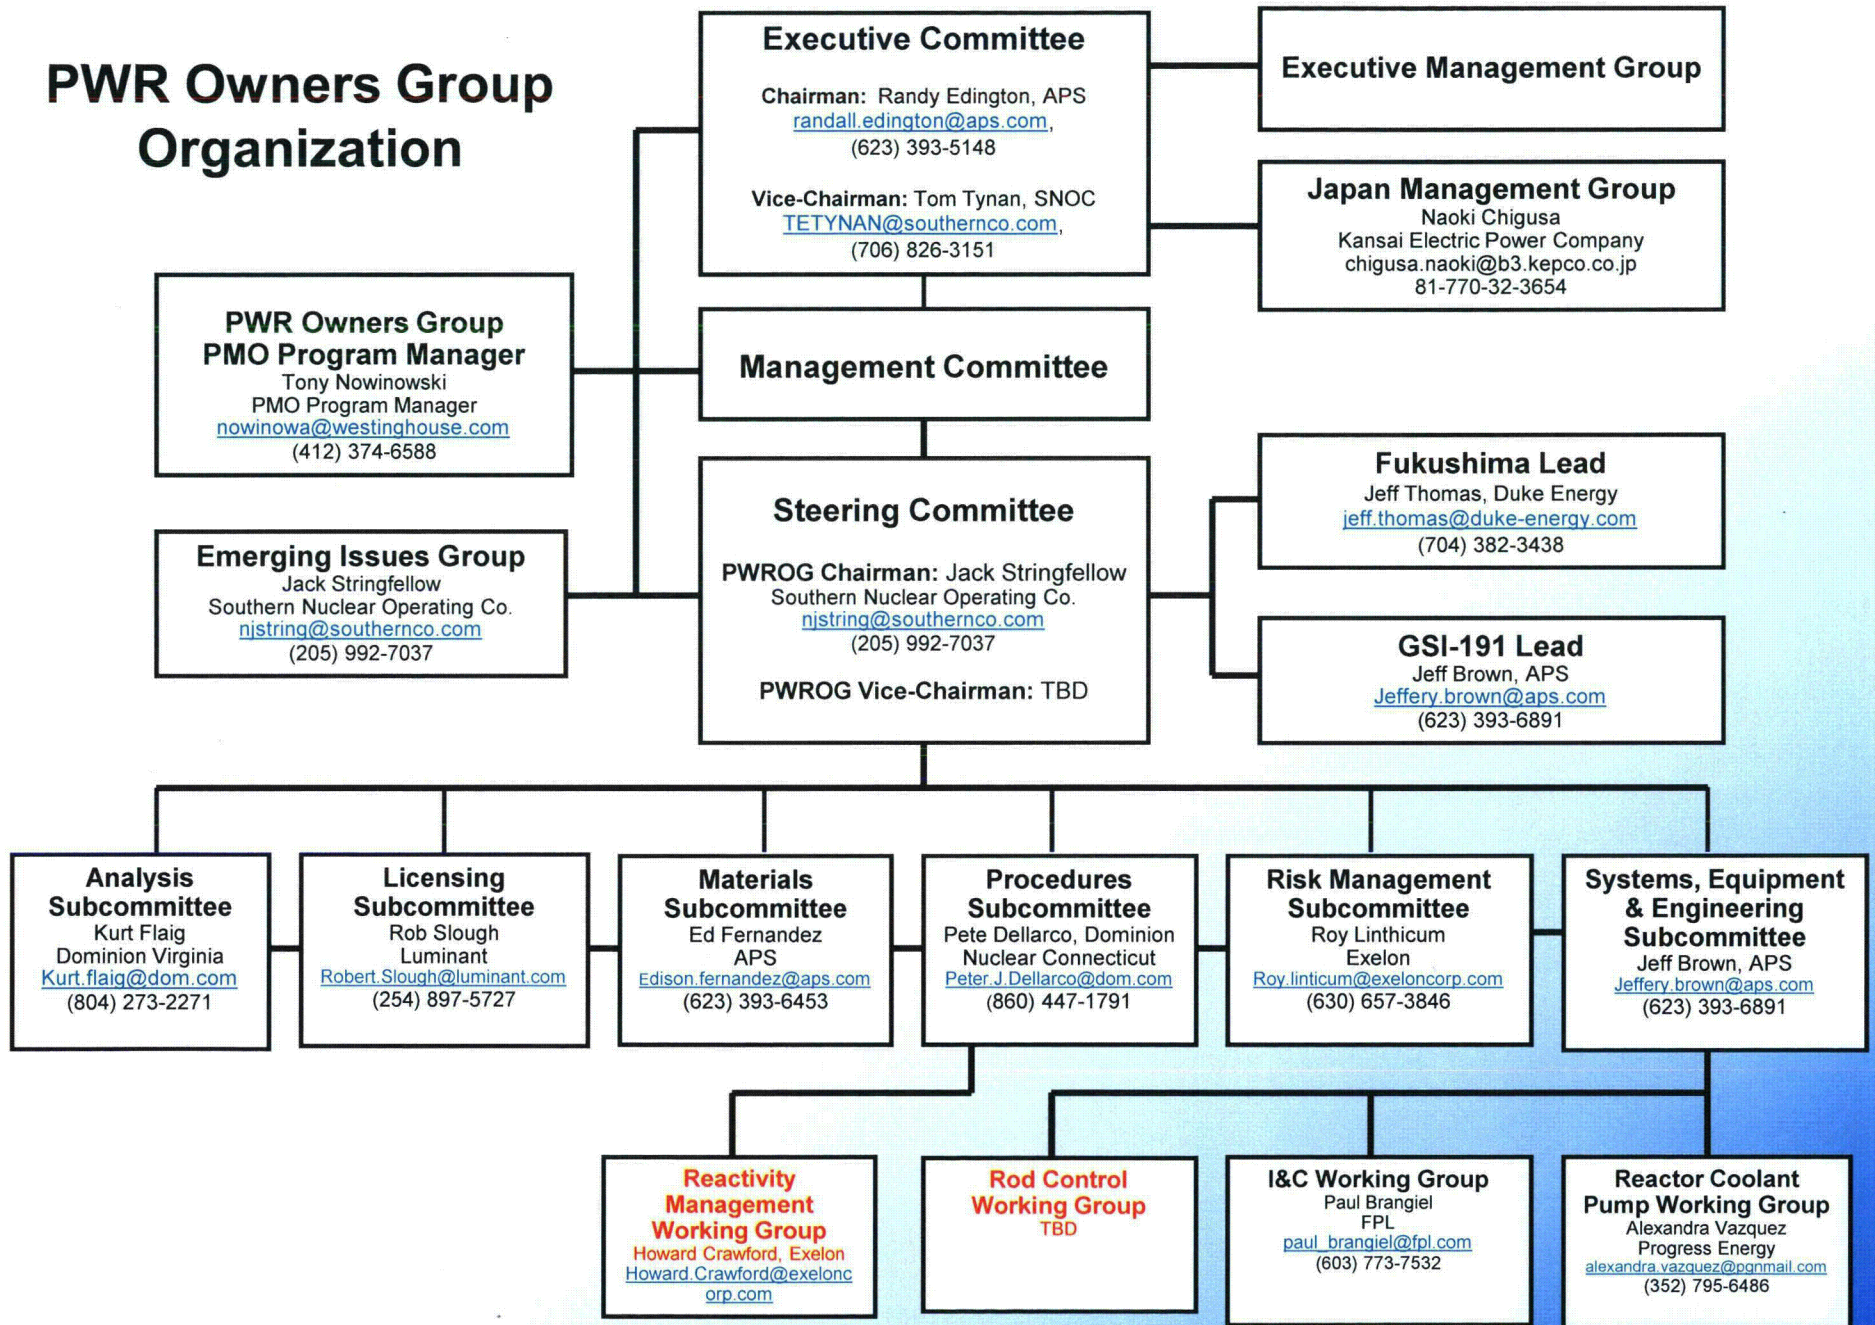 PWR Owners Group
Organization
Executive Committee
Chairman: Randy Edington, APS
randall.edington@aps.com,
(623) 393-5148
Vice-Chairman: Tom Tynan, SNOC
TETYNAN@southernco.com,
(706) 826-3151
Executive Management Group
Japan Management Group
Naoki Chigusa
Kansai Electric Power Company
chigusa.naoki@b3.kepco.co.jp
81-770-32-3654
PWR Owners Group
PMO Program Manager
Tony Nowinowski
PMO Program Manager
nowinowa@westinghouse.com
(412) 374-6588
Management Committee
Emerging Issues Group
Jack Stringfellow
Southern Nuclear Operating Co.
njstring@southernco.com
(205) 992-7037
Steering Committee
PWROG Chairman: Jack Stringfellow
Southern Nuclear Operating Co.
njstring@southernco.com
(205) 992-7037
PWROG Vice-Chairman: TBD
Fukushima Lead
Jeff Thomas, Duke Energy
jeff.thomas@duke-energy.com
(704) 382-3438
GSI-191 Lead
Jeff Brown, APS
Jeffery.brown@aps.com
(623) 393-6891
Analysis
Subcommittee
Kurt Flaig
Dominion Virginia
Kurt.flaig@dom.com
(804) 273-2271
Licensing
Subcommittee
Rob Slough
Luminant
Robert.Slough@luminant.com
(254) 897-5727
Materials
Subcommittee
Ed Fernandez
APS
Edison.fernandez@aps.com
(623) 393-6453
Procedures
Subcommittee
Pete Dellarco, Dominion
Nuclear Connecticut
Peter.J.Dellarco@dom.com
(860) 447-1791
Risk Management
Subcommittee
Roy Linthicum
Exelon
Roy.linticum@exeloncorp.com
(630) 657-3846
Systems, Equipment
& Engineering
Subcommittee
Jeff Brown, APS
Jeffery.brown@aps.com
(623) 393-6891
Reactivity
Management
Working Group
Howard Crawford, Exelon
Howard.Crawford@exelonc
orp.com
Rod Control
Working Group
TBD
I&C Working Group
Paul Brangiel
FPL
paul_brangiel@fpl.com
(603) 773-7532
Reactor Coolant
Pump Working Group
Alexandra Vazquez
Progress Energy
alexandra.vazquez@pgnmail.com
(352) 795-6486